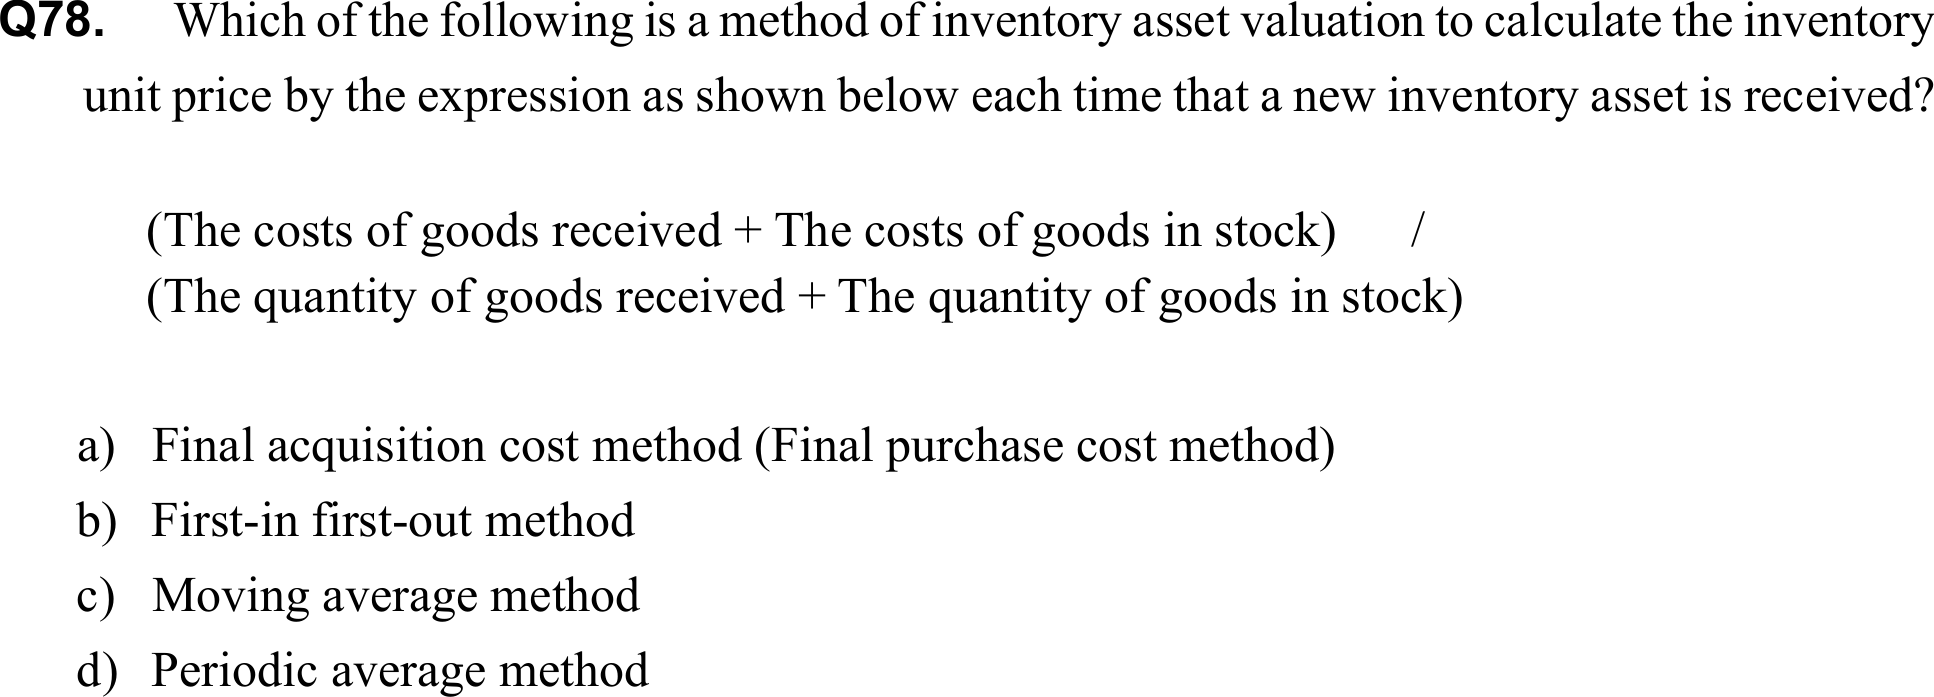 Q78. Which of the following is a method of inventory asset valuation to calculate the inventory
unit price by the expression as shown below each time that a new inventory asset is received?
(The costs of goods received + The costs of goods in stock) /
(The quantity of goods received + The quantity of goods in stock)
a) Final acquisition cost method (Final purchase cost method)
b) First-in first-out method
c) Moving average method
d) Periodic average method